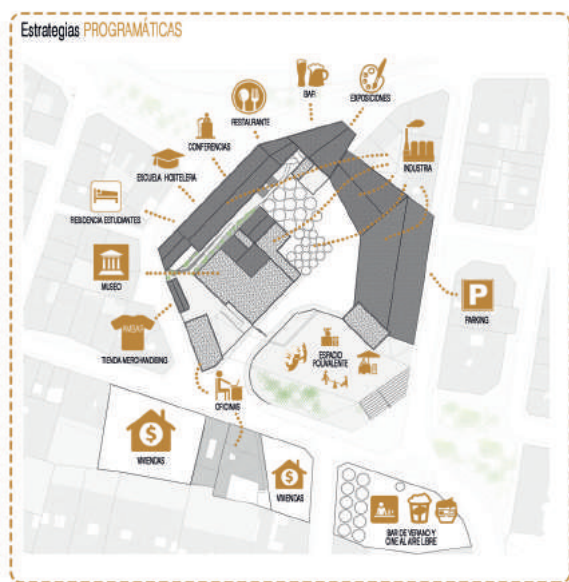 Estrategias PROGRAMÁTICAS
BAR
EXPOSICIONES
RESTAURANTE
CONFERENCIAS
INDUSTRIA
ESCUELA HOSTELERA
RESIDENCIA ESTUDIANTES
MUSEO
P
PARKING
TIENDA MERCHANDISING
ESPACIO
POLIVALENTE
OFICINAS
$
VIVIENDAS
$
VIVIENDAS
BAR DE VERANO Y
CINE AL AIRE LIBRE